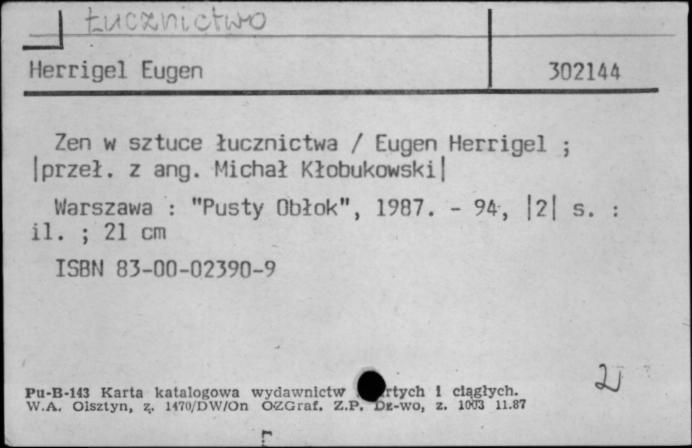 Łucznictwo
Herrigel Eugen 302144
Zen w sztuce łucznictwa / Eugen Herrigel ;
|przeł. z ang. Michał Kłobukowski|
Warszawa : "Pusty Obłok", 1987. - 94, |2| s. :
il. ; 21 cm
ISBN 83-00-02390-9
2
Pu-B-143 Karta katalogowa wydawnictw i ciągłych.
W.A. Olsztyn, z. 1470/DW/On OZGraf. Z.P. Dz-wo, z. 1003 11.87